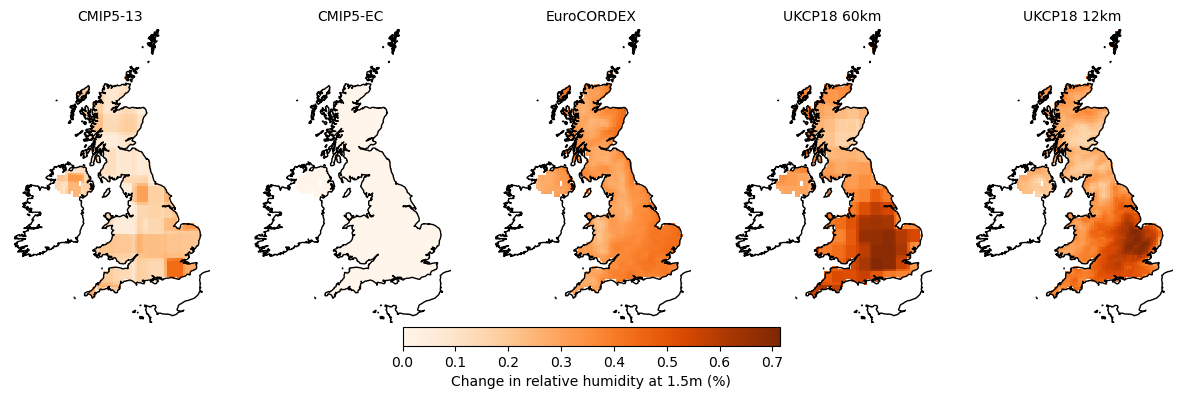 CMIP5-13 CMIP5-EC EuroCORDEX UKCP18 60km UKCP18 12km
0.0 0.1 0.2 0.3 0.4 0.5 0.6 0.7
Change in relative humidity at 1.5m (%)